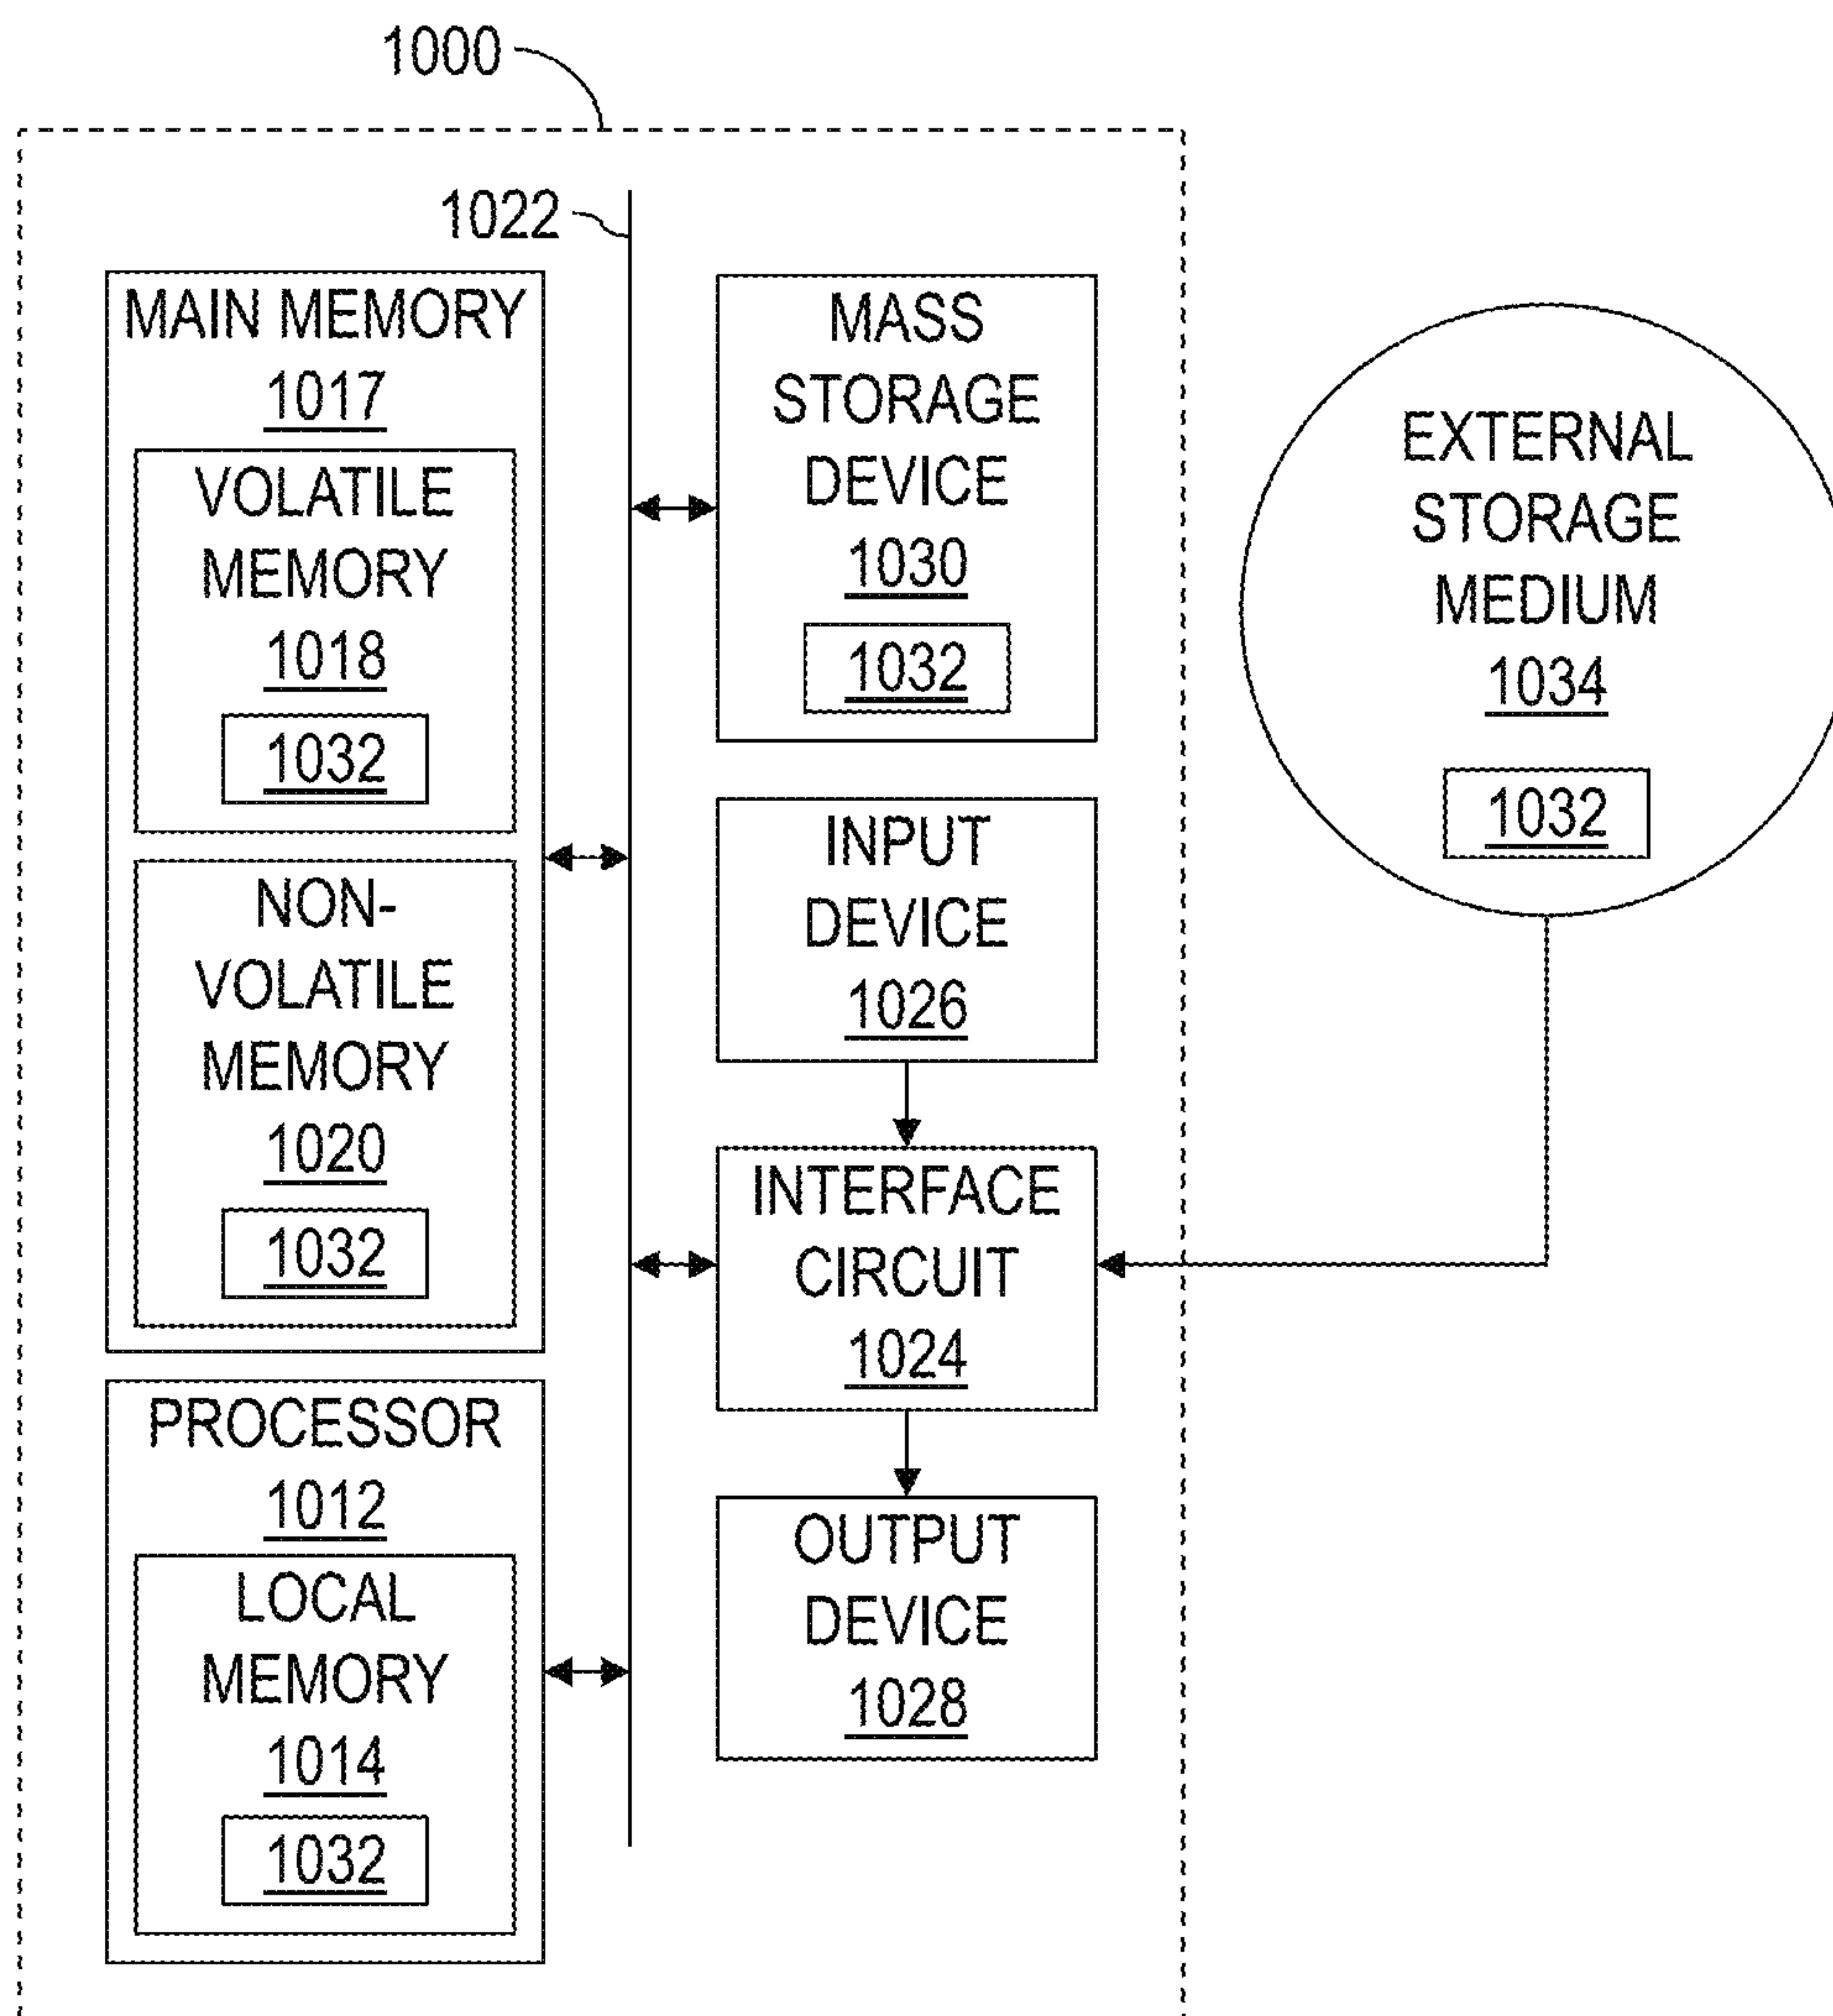 1000
1022
MAIN MEMORY
1017
VOLATILE
MEMORY
1018
1032
NON-
VOLATILE
MEMORY
1020
1032
PROCESSOR
1012
LOCAL
MEMORY
1014
1032
MASS
STORAGE
DEVICE
1030
1032
INPUT
DEVICE
1026
INTERFACE
CIRCUIT
1024
OUTPUT
DEVICE
1028
EXTERNAL
STORAGE
MEDIUM
1034
1032